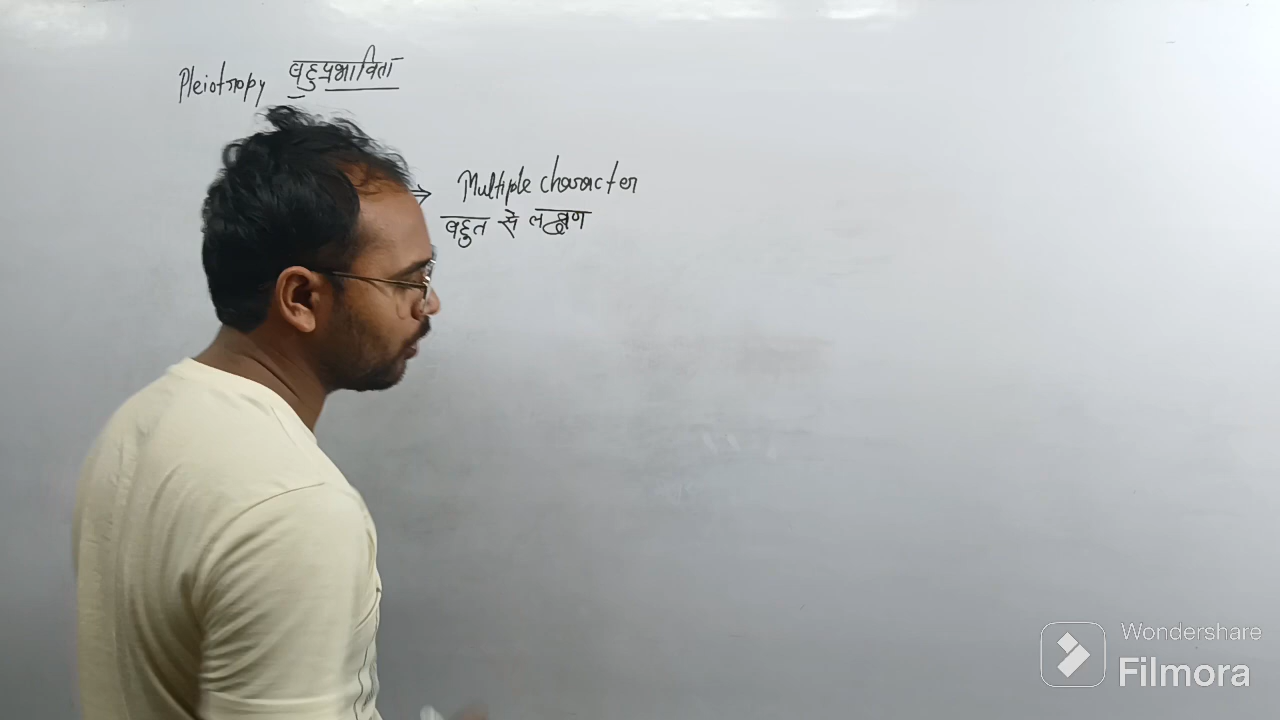 Pleiotropy बहुप्रभाविता
→ Multiple character
बहुत से लक्षण
Wondershare
Filmora